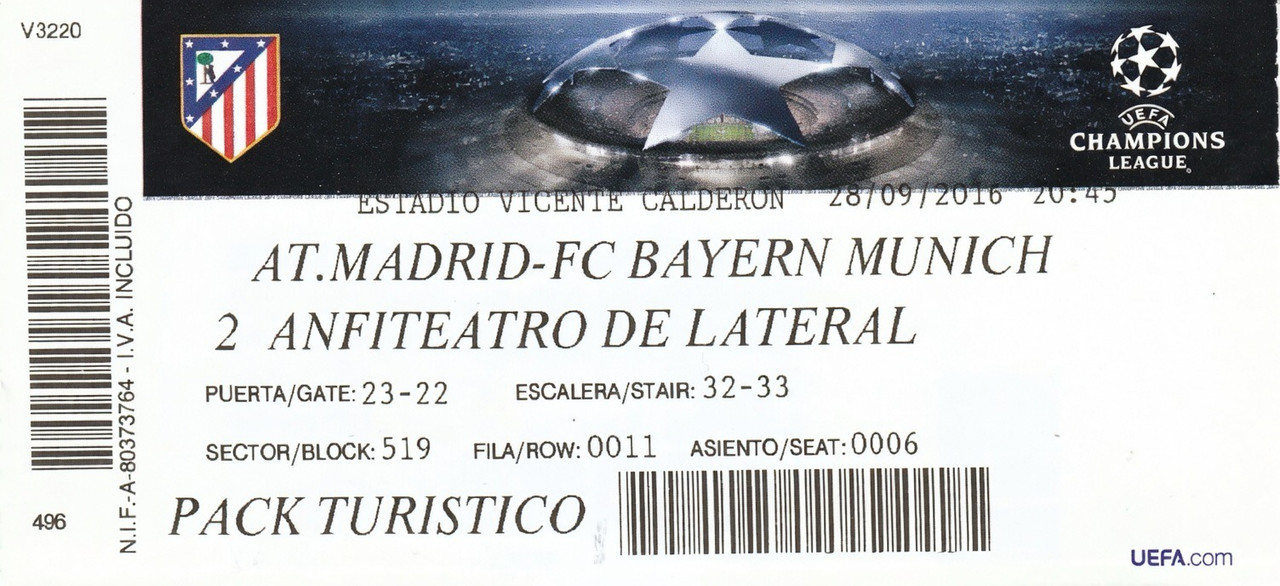 V3220
UEFA
CHAMPIONS
LEAGUE
ESTADIO VICENTE CALDERON 28/09/2016 20:45
AT.MADRID-FC BAYERN MUNICH
2 ANFITEATRO DE LATERAL
PUERTA/GATE: 23-22 ESCALERA/STAIR: 32-33
SECTOR/BLOCK: 519 FILA/ROW: 0011 ASIENTO/SEAT: 0006
PACK TURISTICO
496
N.I.F.-A-80373764 - I.V.A. INCLUIDO
UEFA.com